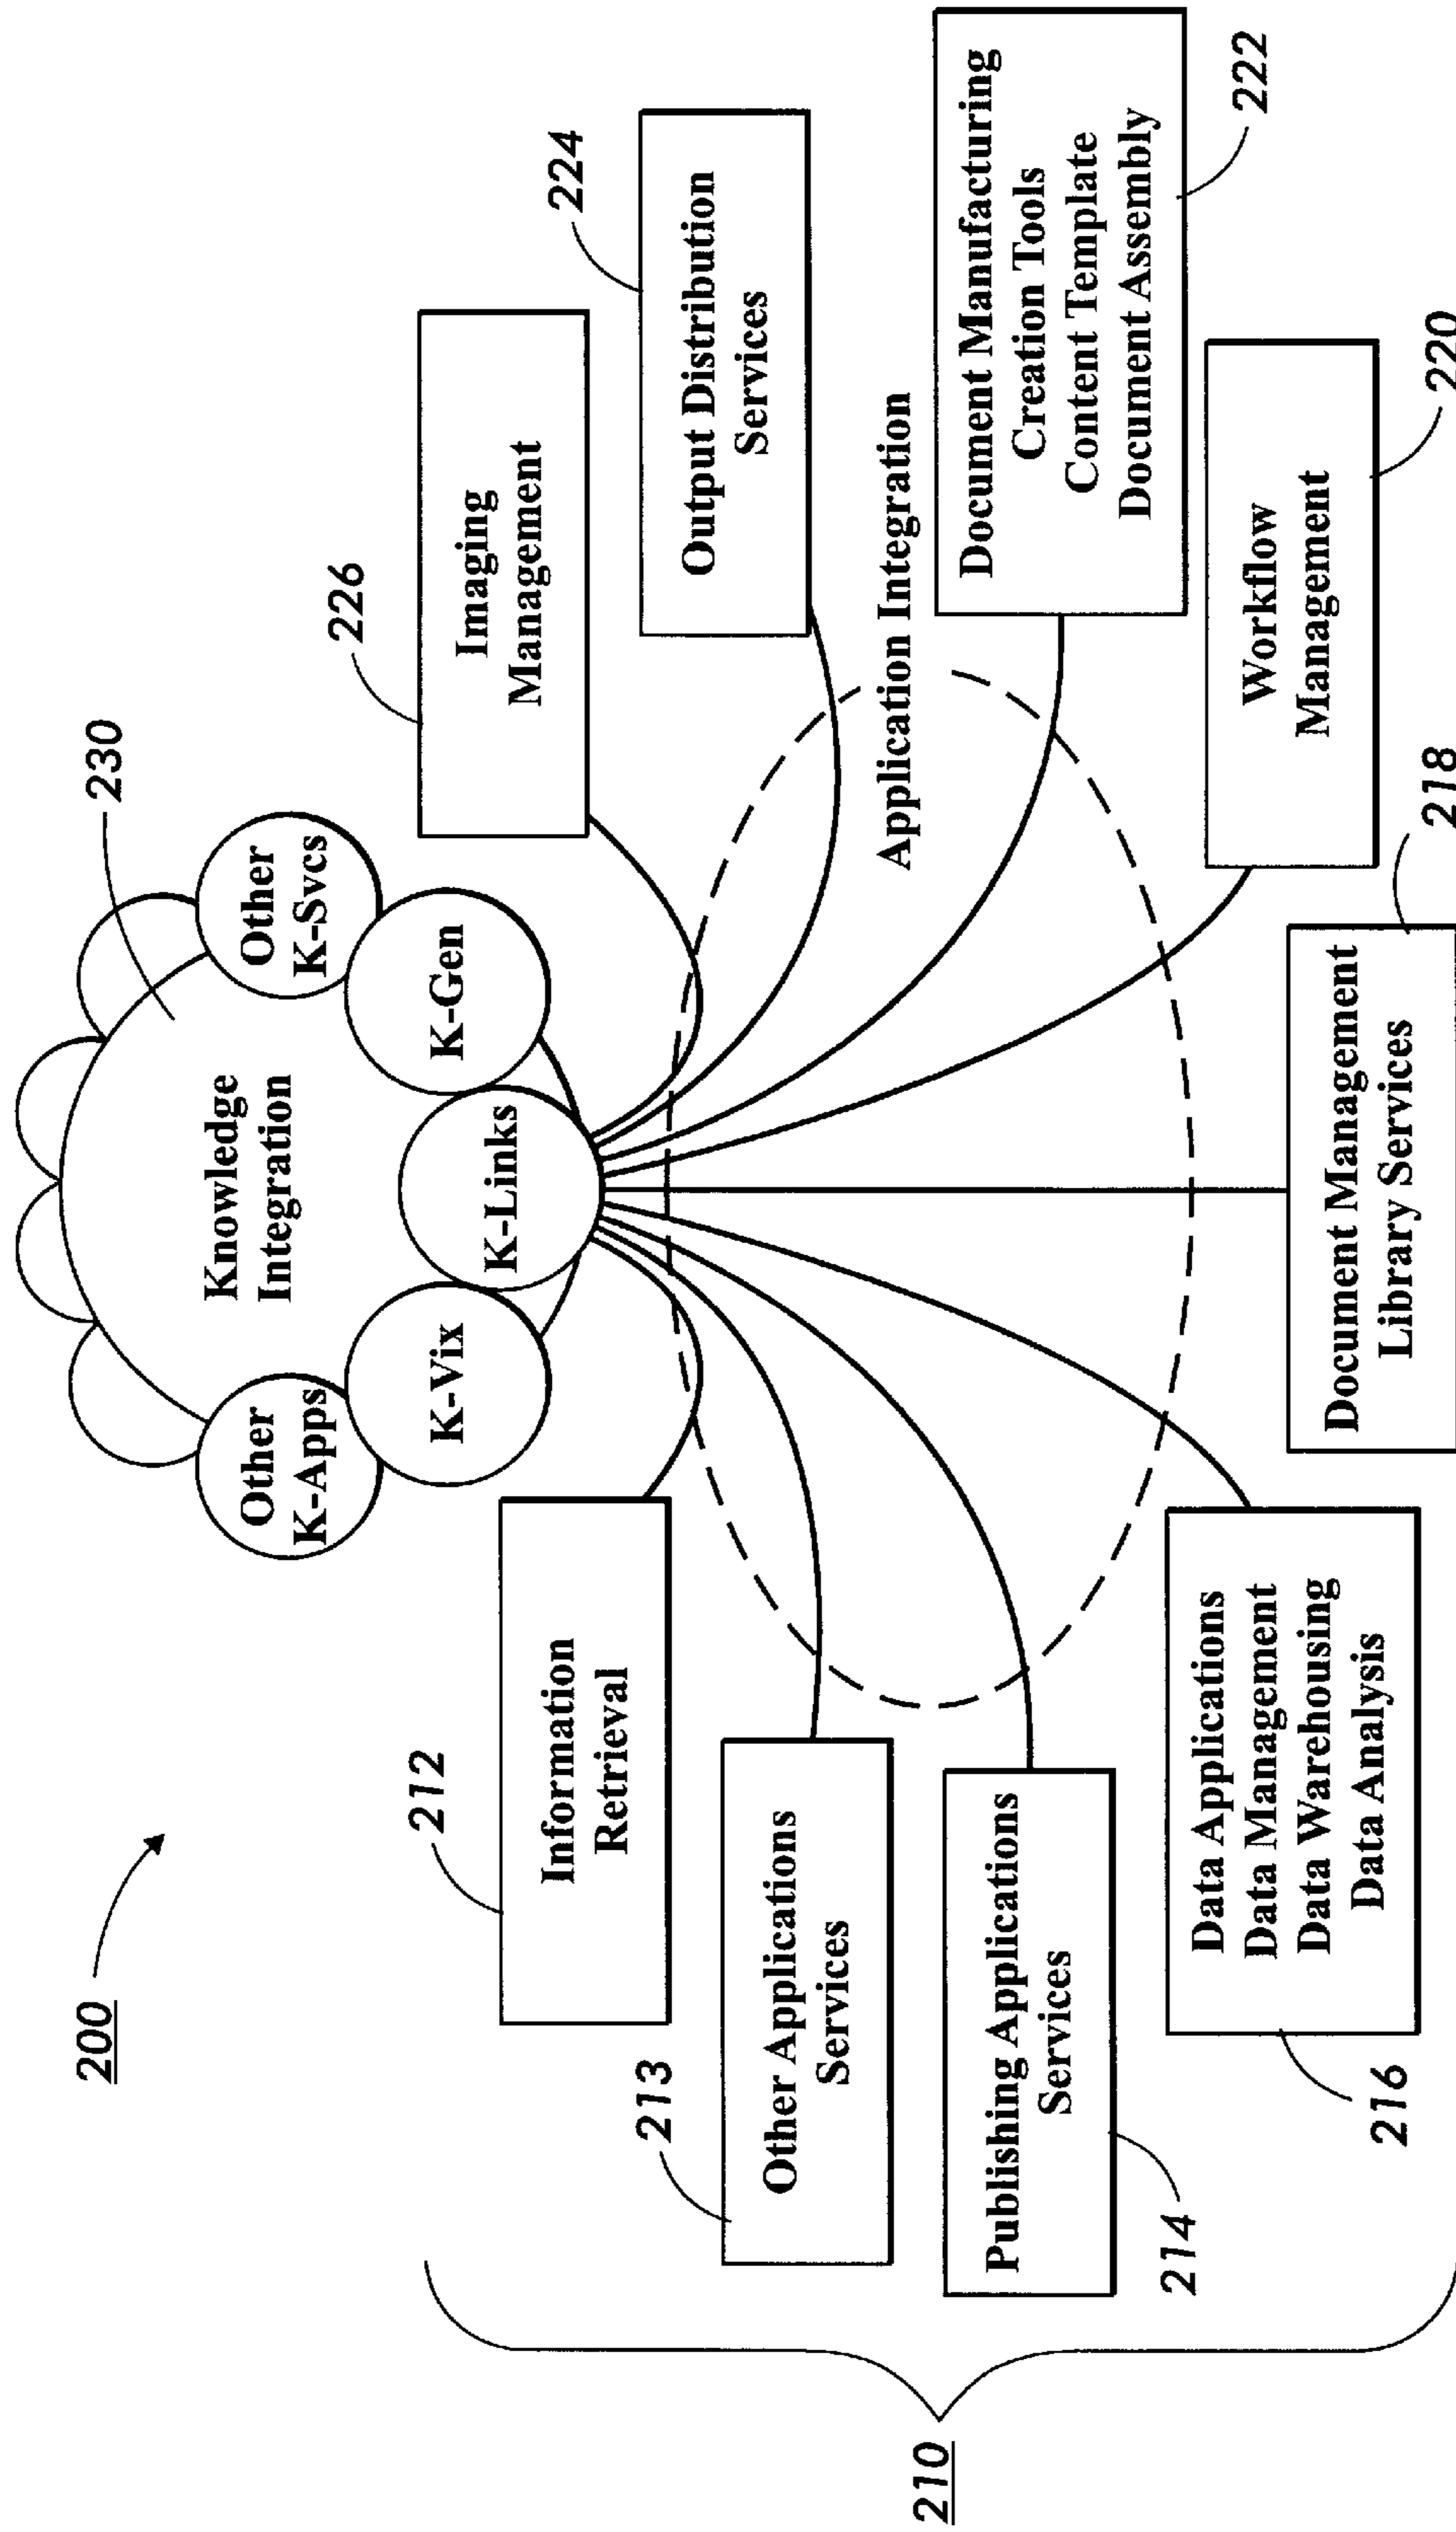 200
230
Knowledge
Integration
Other
K-Apps
K-Vix
K-Links
K-Gen
Other
K-Svcs
212
Information
Retrieval
226
Imaging
Management
213
Other Applications
Services
224
Output Distribution
Services
Application Integration
210
214
Publishing Applications
Services
Document Manufacturing
Creation Tools
Content Template
Document Assembly
222
216
Data Applications
Data Management
Data Warehousing
Data Analysis
Document Management
Library Services
218
Workflow
Management
220